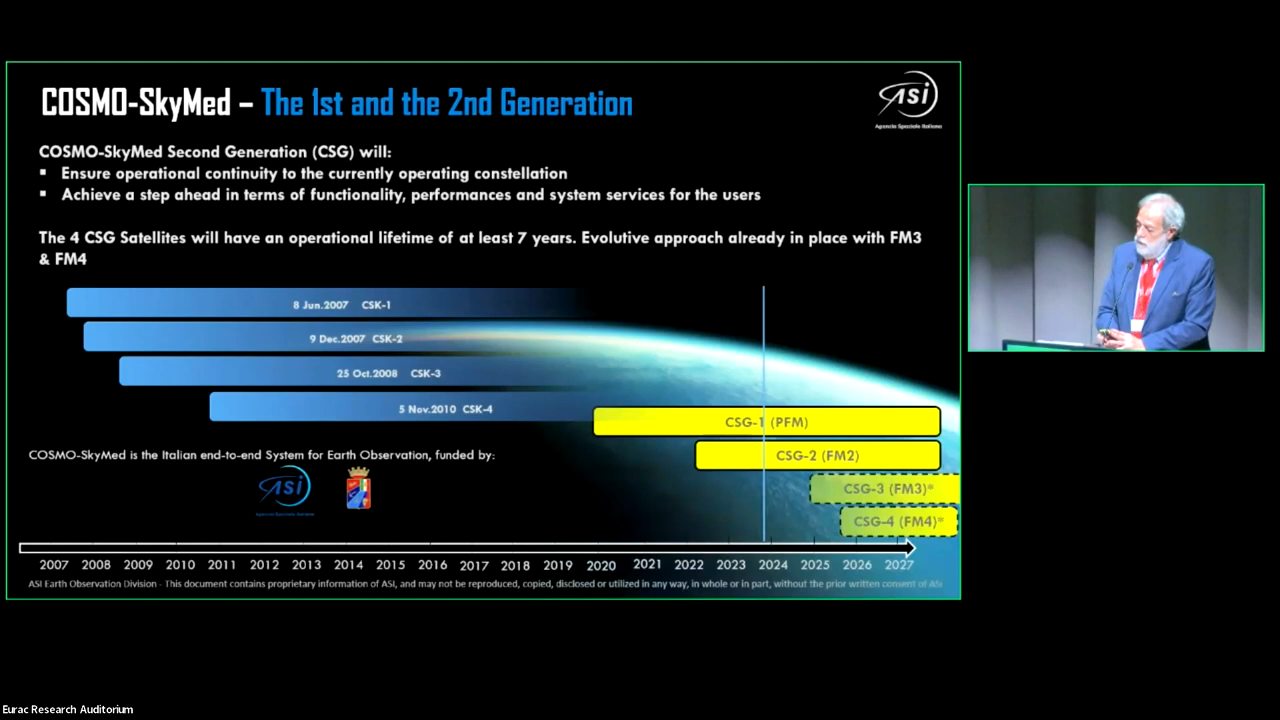 COSMO-SkyMed – The 1st and the 2nd Generation
ASI
Agenzia Spaziale Italiana
COSMO-SkyMed Second Generation (CSG) will:
▪ Ensure operational continuity to the currently operating constellation
▪ Achieve a step ahead in terms of functionality, performances and system services for the users
The 4 CSG Satellites will have an operational lifetime of at least 7 years. Evolutive approach already in place with FM3
& FM4
8 Jun.2007 CSK-1
9 Dec.2007 CSK-2
25 Oct.2008 CSK-3
5 Nov.2010 CSK-4
CSG-1 (PFM)
CSG-2 (FM2)
CSG-3 (FM3)*
CSG-4 (FM4)*
COSMO-SkyMed is the Italian end-to-end System for Earth Observation, funded by:
ASI
2007 2008 2009 2010 2011 2012 2013 2014 2015 2016 2017 2018 2019 2020 2021 2022 2023 2024 2025 2026 2027
ASI Earth Observation Division - This document contains proprietary information of ASI, and may not be reproduced, copied, disclosed or utilized in any way, in whole or in part, without the prior written consent of ASI
Eurac Research Auditorium